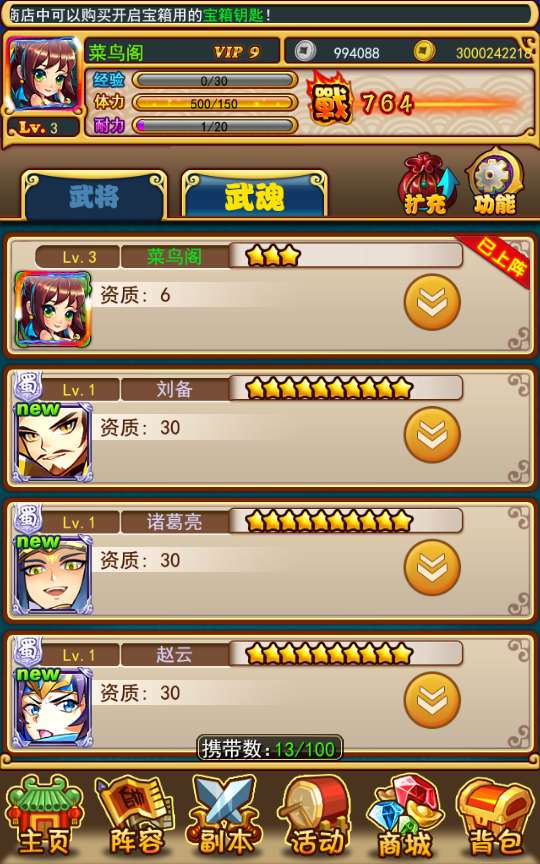 商店中可以购买开启宝箱用的宝箱钥匙！
菜鸟阁 VIP 9 994088 3000242218
经验 0/30
体力 500/150
戰 764
Lv. 3 耐力 1/20
武将 武魂 扩充 功能
Lv.3 菜鸟阁 已上阵
资质：6
蜀 Lv.1 刘备
new 资质：30
蜀 Lv.1 诸葛亮
new 资质：30
蜀 Lv.1 赵云
new 资质：30
携带数：13/100
主页 阵容 副本 活动 商城 背包